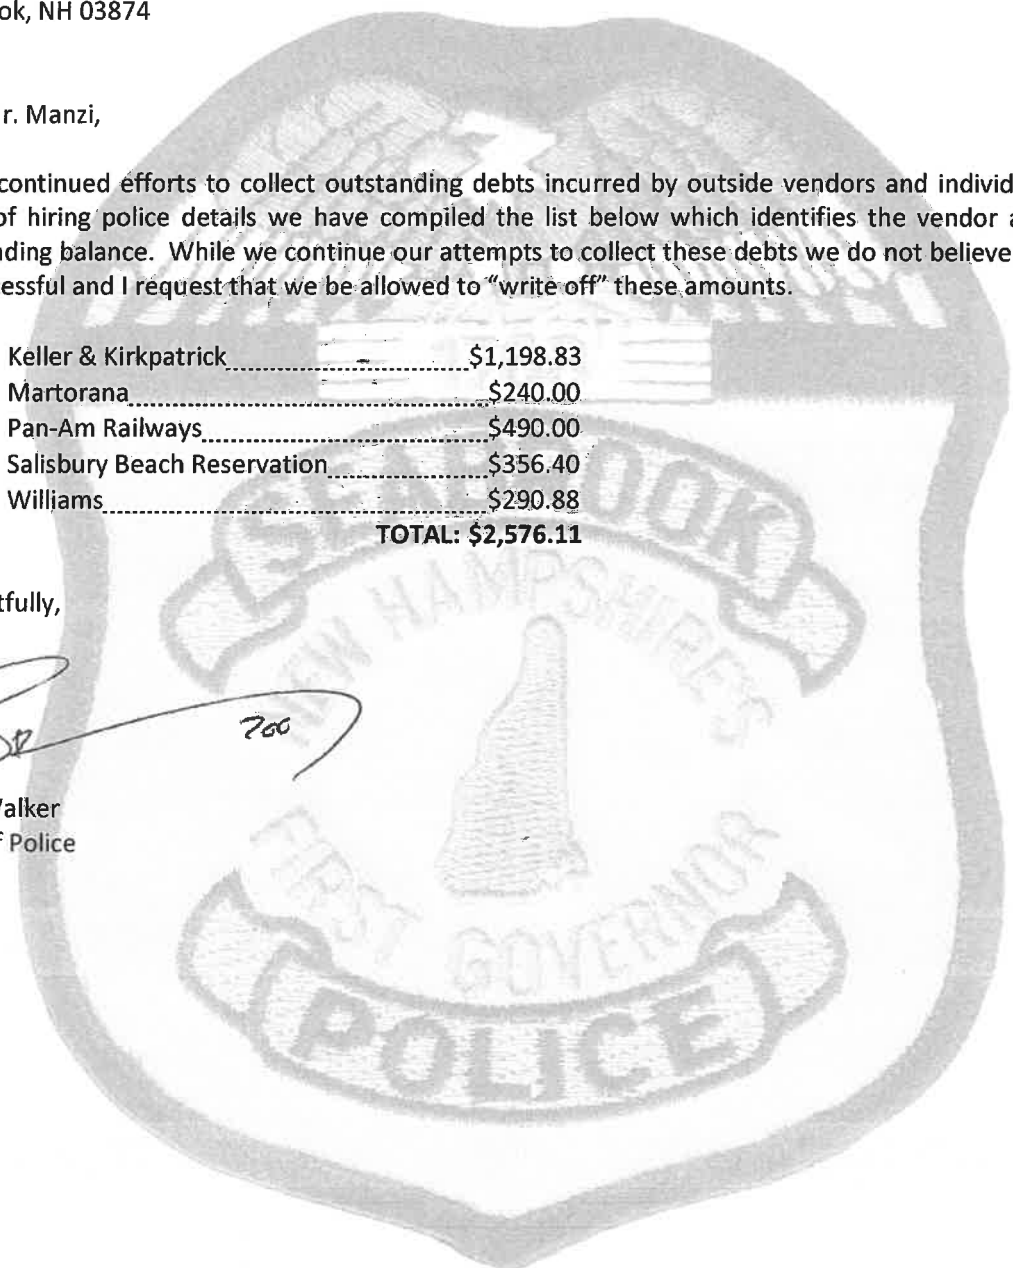 ok, NH 03874
r. Manzi,
continued efforts to collect outstanding debts incurred by outside vendors and individ
of hiring police details we have compiled the list below which identifies the vendor a
nding balance. While we continue our attempts to collect these debts we do not believe
essful and I request that we be allowed to "write off" these amounts.
Keller & Kirkpatrick $1,198.83
Martorana $240.00
Pan-Am Railways $490.00
Salisbury Beach Reservation $356.40
Williams $290.88
TOTAL: $2,576.11
tfully,
700
Walker
f Police
SEABROOK
NEW HAMPSHIRES
FIRST GOVERNOR
POLICE